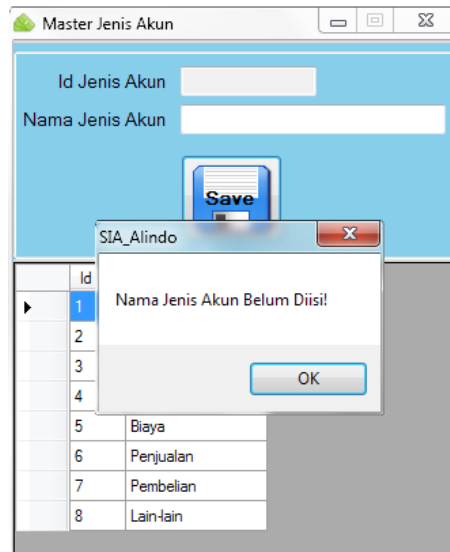 Master Jenis Akun
Id Jenis Akun
Nama Jenis Akun
Save
SIA_Alindo
Nama Jenis Akun Belum Diisi!
OK
Id
1
2
3
4
5 Biaya
6 Penjualan
7 Pembelian
8 Lain-lain